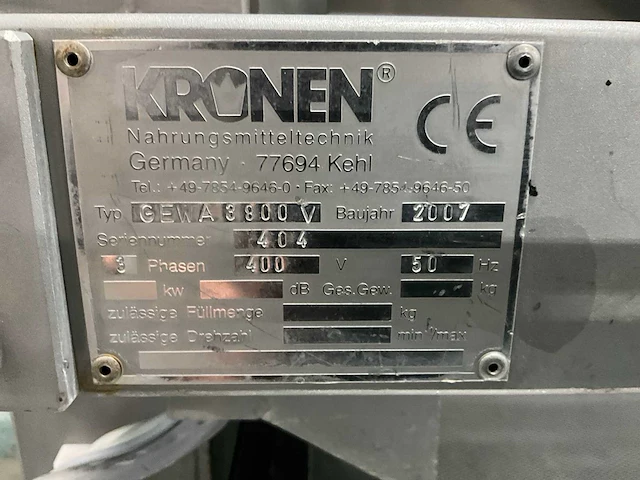 KRONEN®
Nahrungsmitteltechnik
Germany · 77694 Kehl
Tel.: +49-7854-9646-0 · Fax: +49-7854-9646-50
CE
Typ GEWA 3800 V Baujahr 2007
Seriennummer 404
3 Phasen 400 V 50 Hz
kw dB Ges.Gew. kg
zulässige Füllmenge kg
zulässige Drehzahl min⁻¹/max